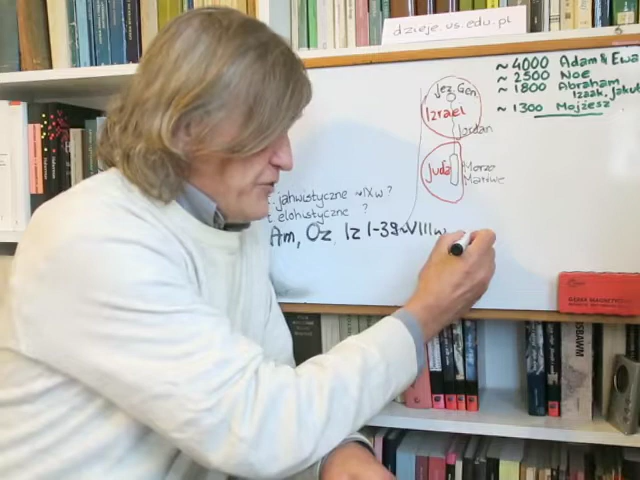 dzieje.us.edu.pl
~ 4000 Adam & Ewa
~ 2500 Noe
~ 1800 Abraham
Izaak, Jakub
~ 1300 Mojżesz
Jez Gen
Izrael
Jordan
Juda
Morze
Martwe
t. jahwistyczne ~IX w ?
t elohistyczne ?
Am, Oz, Iz 1-39 ~VIII w